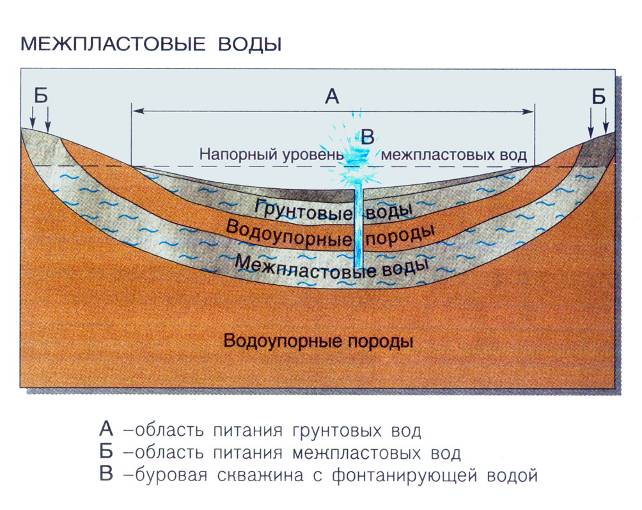 МЕЖПЛАСТОВЫЕ ВОДЫ
Б
А
Б
В
Напорный уровень межпластовых вод
Грунтовые воды
Водоупорные породы
Межпластовые воды
Водоупорные породы
А –область питания грунтовых вод
Б –область питания межпластовых вод
В –буровая скважина с фонтанирующей водой